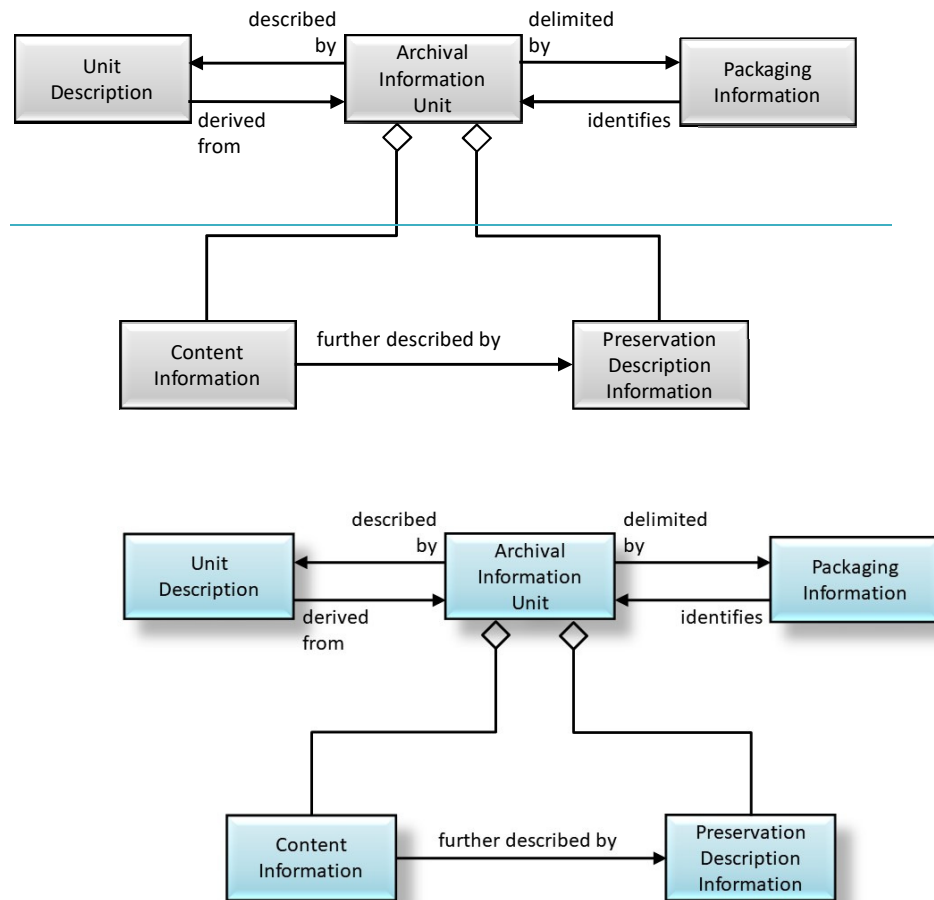 described
by
Archival
Information
Unit
delimited
by
Unit
Description
Packaging
Information
derived
from
identifies
Content
Information
further described by
Preservation
Description
Information
described
by
Archival
Information
Unit
delimited
by
Unit
Description
Packaging
Information
derived
from
identifies
Content
Information
further described by
Preservation
Description
Information